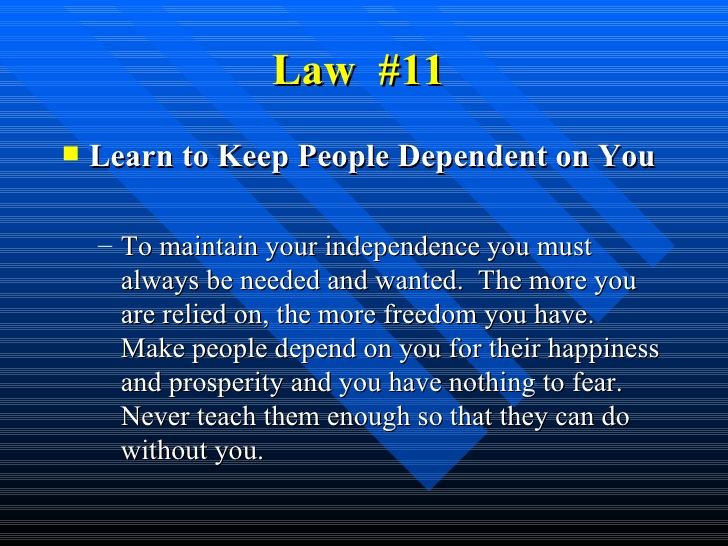 Law #11
Learn to Keep People Dependent on You
– To maintain your independence you must
always be needed and wanted. The more you
are relied on, the more freedom you have.
Make people depend on you for their happiness
and prosperity and you have nothing to fear.
Never teach them enough so that they can do
without you.